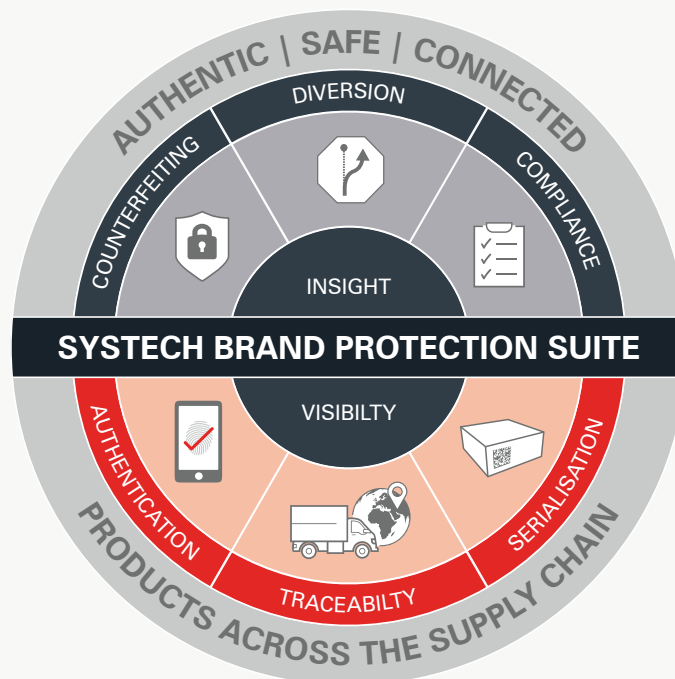 AUTHENTIC | SAFE | CONNECTED
DIVERSION
COUNTERFEITING
COMPLIANCE
INSIGHT
SYSTECH BRAND PROTECTION SUITE
VISIBILTY
AUTHENTICATION
SERIALISATION
TRACEABILTY
PRODUCTS ACROSS THE SUPPLY CHAIN